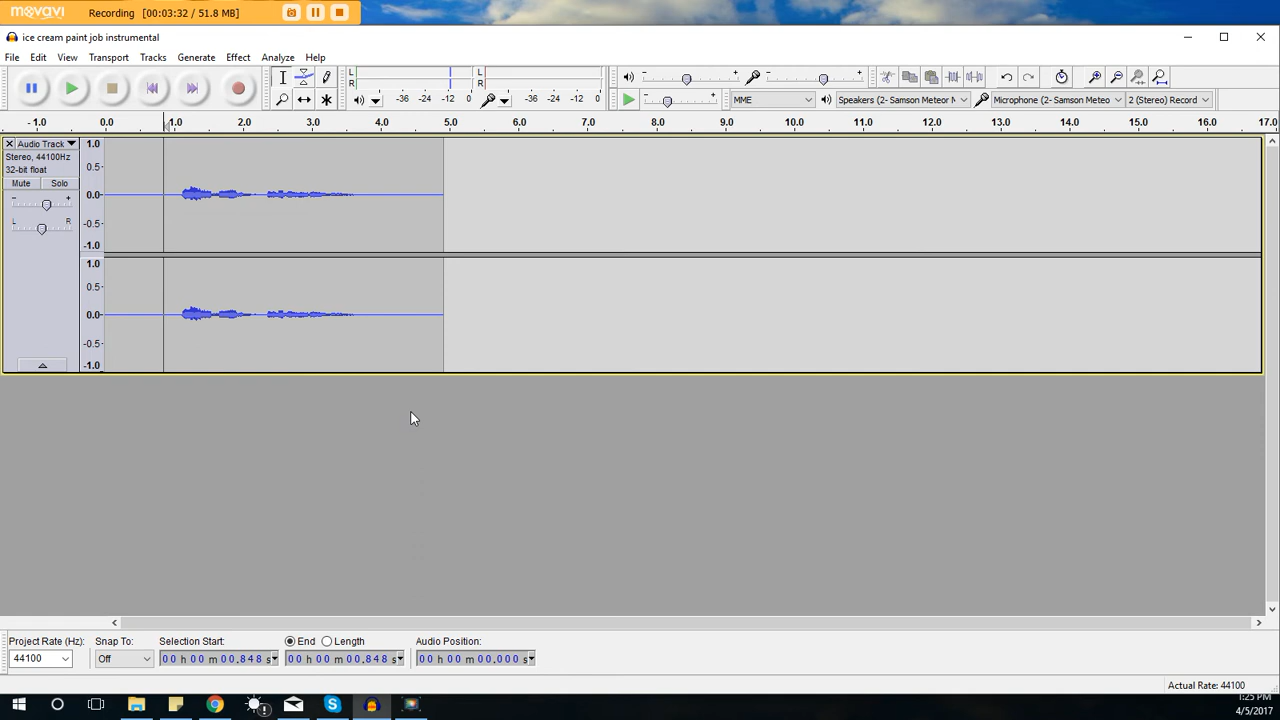 movavi Recording [00:03:32 / 51.8 MB]
ice cream paint job instrumental
File Edit View Transport Tracks Generate Effect Analyze Help
L R -36 -24 -12 0 L R -36 -24 -12 0
MME Speakers (2- Samson Meteor M Microphone (2- Samson Meteo 2 (Stereo) Record
- 1.0 0.0 1.0 2.0 3.0 4.0 5.0 6.0 7.0 8.0 9.0 10.0 11.0 12.0 13.0 14.0 15.0 16.0 17.0
Audio Track
Stereo, 44100Hz
32-bit float
Mute Solo
- +
L R
1.0
0.5
0.0
-0.5
-1.0
1.0
0.5
0.0
-0.5
-1.0
Project Rate (Hz): Snap To: Selection Start: End Length Audio Position:
44100 Off 00 h 00 m 00.848 s 00 h 00 m 00.848 s 00 h 00 m 00.000 s
Actual Rate: 44100
1:25 PM
4/5/2017